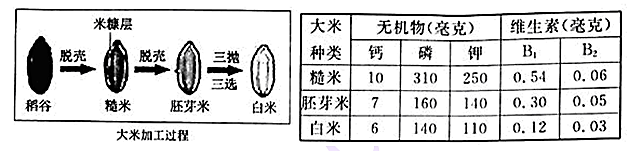 米糠层
脱壳 脱壳 三抛 三选
稻谷 糙米 胚芽米 白米
大米加工过程
大米种类 无机物(毫克) 维生素(毫克)
钙 磷 钾 B₁ B₂
糙米 10 310 250 0.54 0.06
胚芽米 7 160 140 0.30 0.05
白米 6 140 110 0.12 0.03